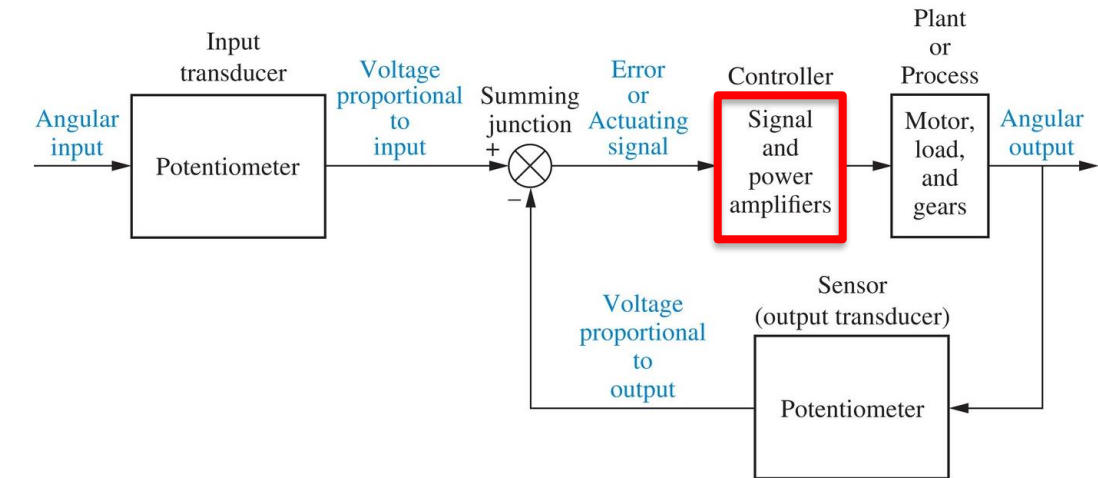 Input
transducer
Angular
input
Potentiometer
Voltage
proportional
to
input
Summing
junction
+
−
Error
or
Actuating
signal
Controller
Signal
and
power
amplifiers
Plant
or
Process
Motor,
load,
and
gears
Angular
output
Sensor
(output transducer)
Potentiometer
Voltage
proportional
to
output